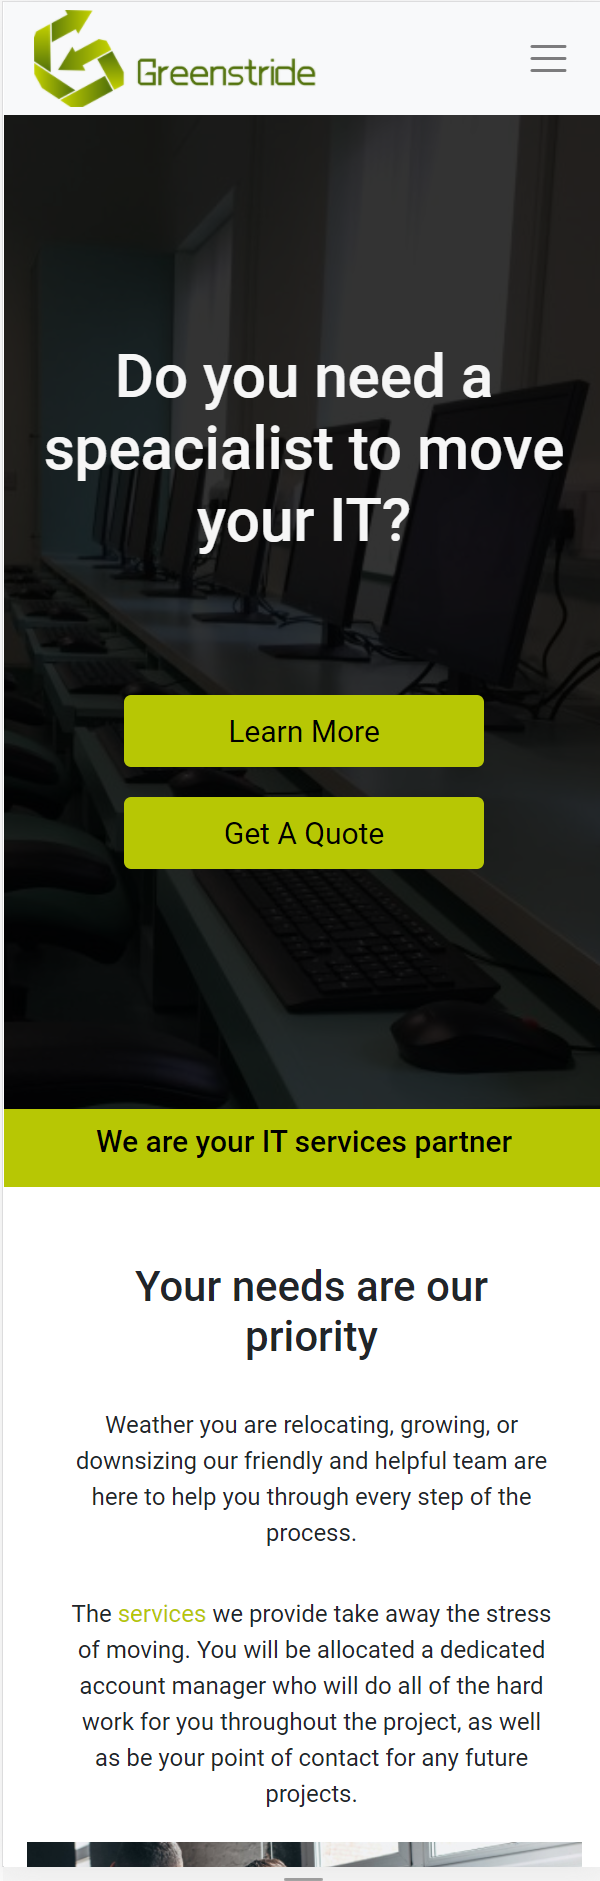 Greenstride
Do you need a
speacialist to move
your IT?
Learn More
Get A Quote
We are your IT services partner
Your needs are our
priority
Weather you are relocating, growing, or
downsizing our friendly and helpful team are
here to help you through every step of the
process.
The services we provide take away the stress
of moving. You will be allocated a dedicated
account manager who will do all of the hard
work for you throughout the project, as well
as be your point of contact for any future
projects.